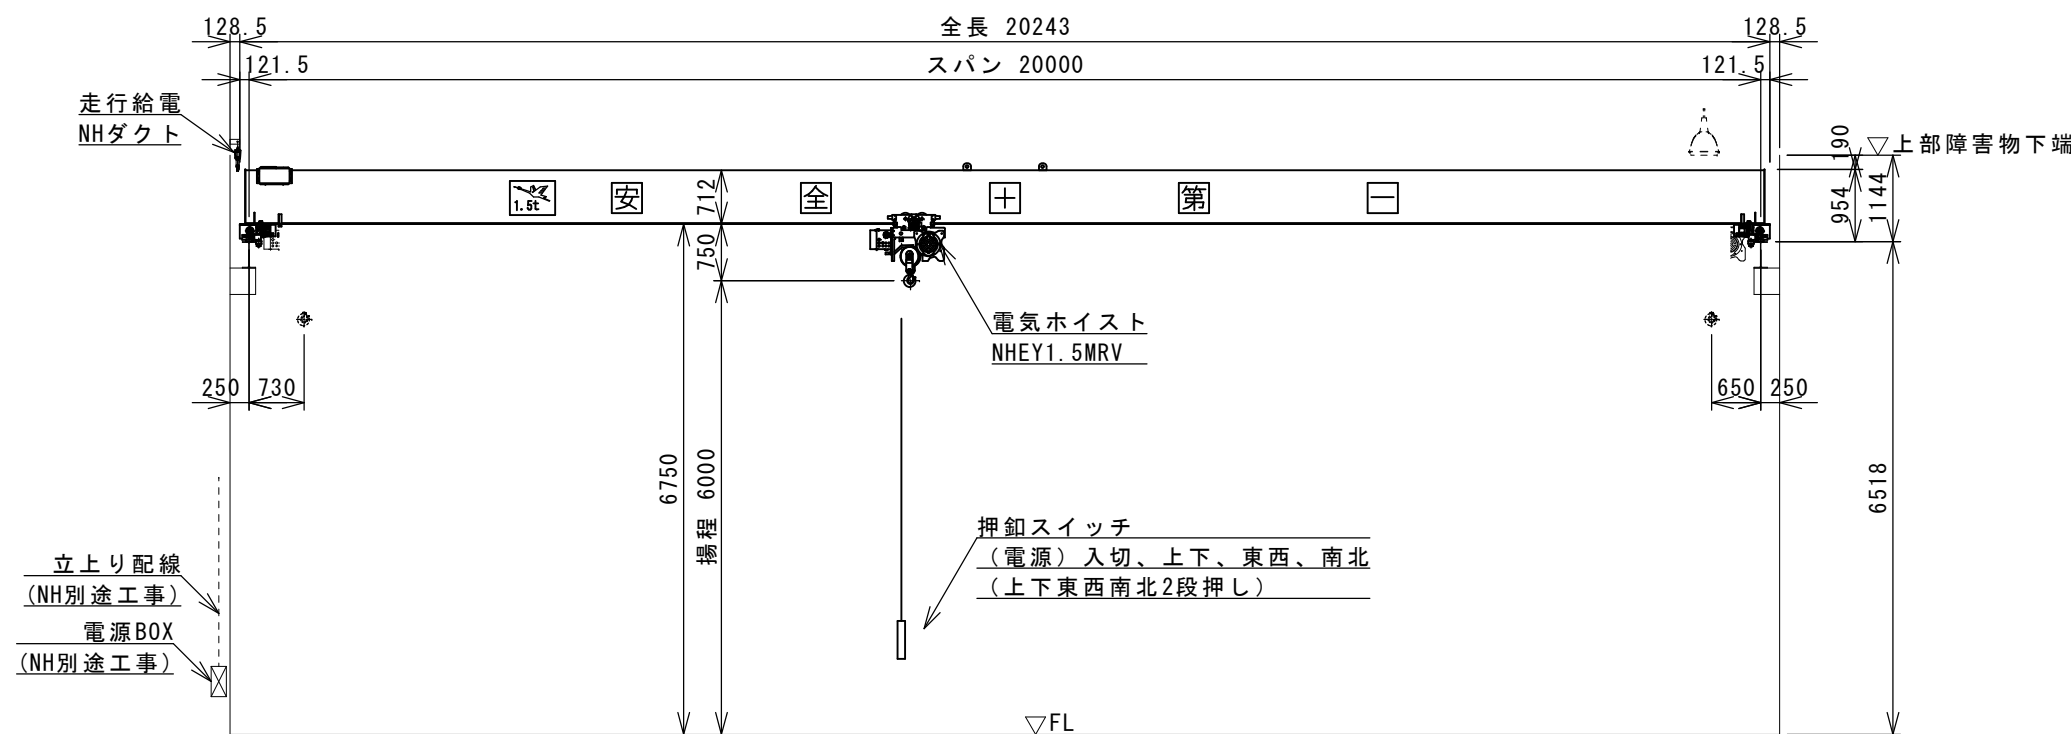 128.5
全長 20243
128.5
121.5
スパン 20000
121.5
走行給電
NHダクト
190
▽上部障害物下端
1144
954
712
1.5t
安
全
十
第
一
750
電気ホイスト
NHEY1.5MRV
250
730
650
250
6750
揚程 6000
6518
押釦スイッチ
(電源)入切、上下、東西、南北
(上下東西南北2段押し)
立上り配線
(NH別途工事)
電源BOX
(NH別途工事)
▽FL